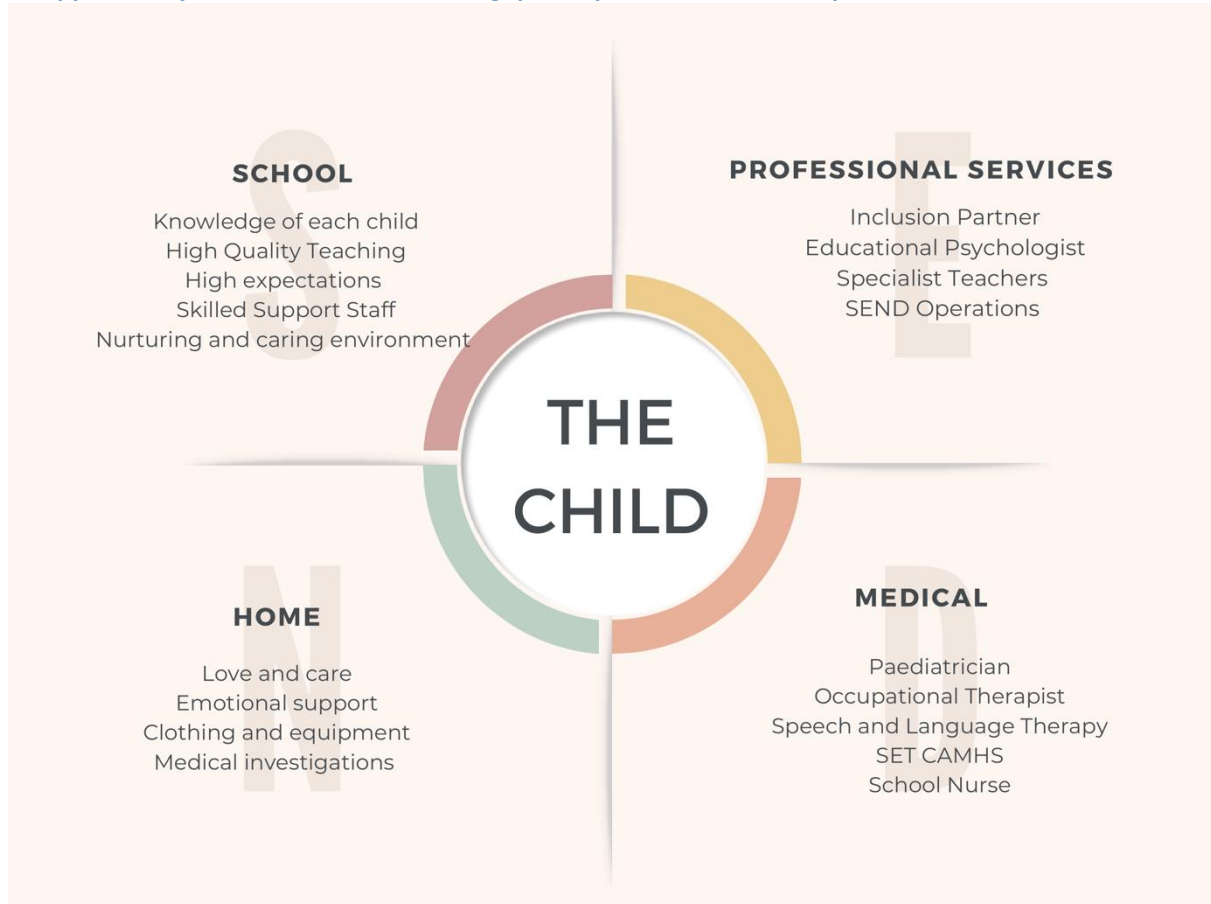 S
SCHOOL
Knowledge of each child
High Quality Teaching
High expectations
Skilled Support Staff
Nurturing and caring environment
E
PROFESSIONAL SERVICES
Inclusion Partner
Educational Psychologist
Specialist Teachers
SEND Operations
THE
CHILD
N
HOME
Love and care
Emotional support
Clothing and equipment
Medical investigations
D
MEDICAL
Paediatrician
Occupational Therapist
Speech and Language Therapy
SET CAMHS
School Nurse